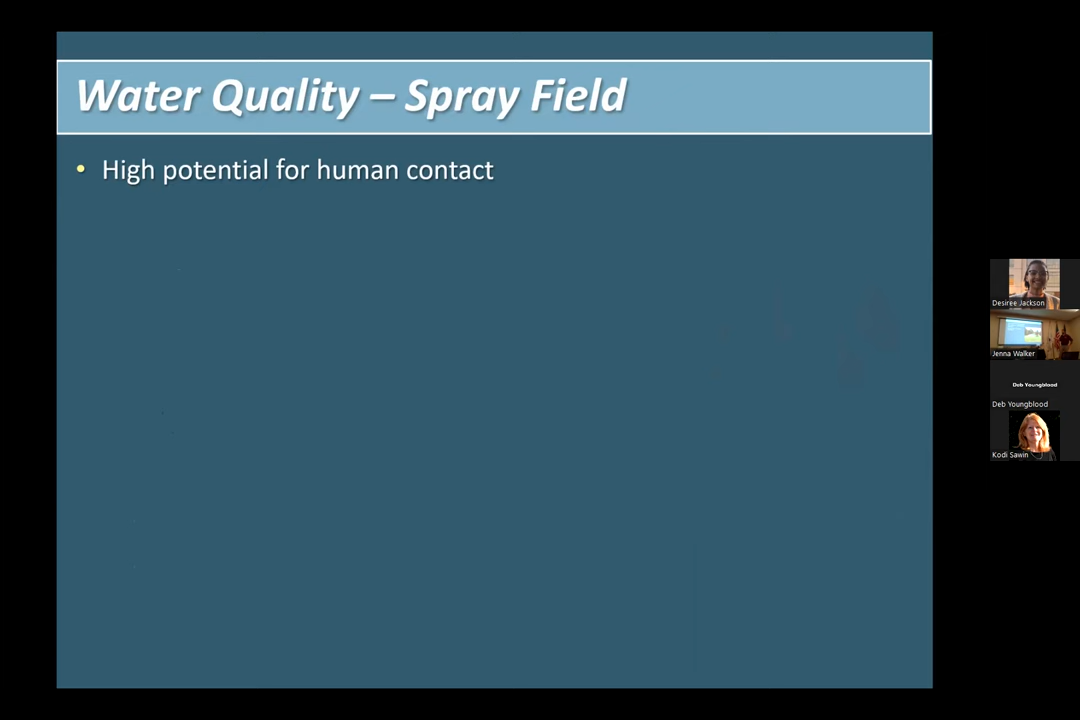 Water Quality – Spray Field
• High potential for human contact
Desiree Jackson
Jenna Walker
Deb Youngblood
Deb Youngblood
Kodi Sawin